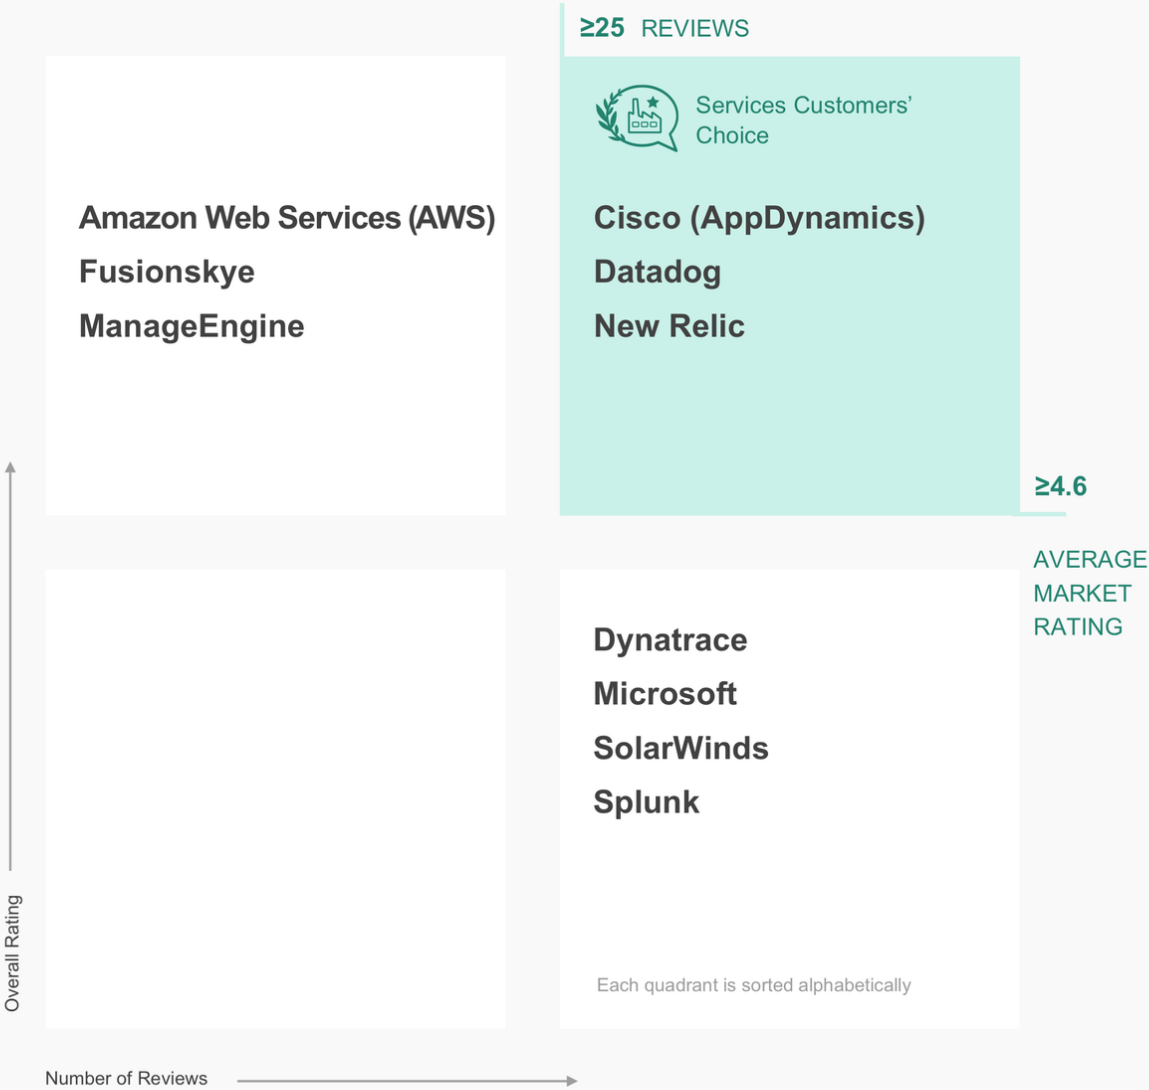 ≥25 REVIEWS
Services Customers’
Choice
Amazon Web Services (AWS)
Fusionskye
ManageEngine
Cisco (AppDynamics)
Datadog
New Relic
≥4.6
AVERAGE
MARKET
RATING
Dynatrace
Microsoft
SolarWinds
Splunk
Each quadrant is sorted alphabetically
Overall Rating
Number of Reviews